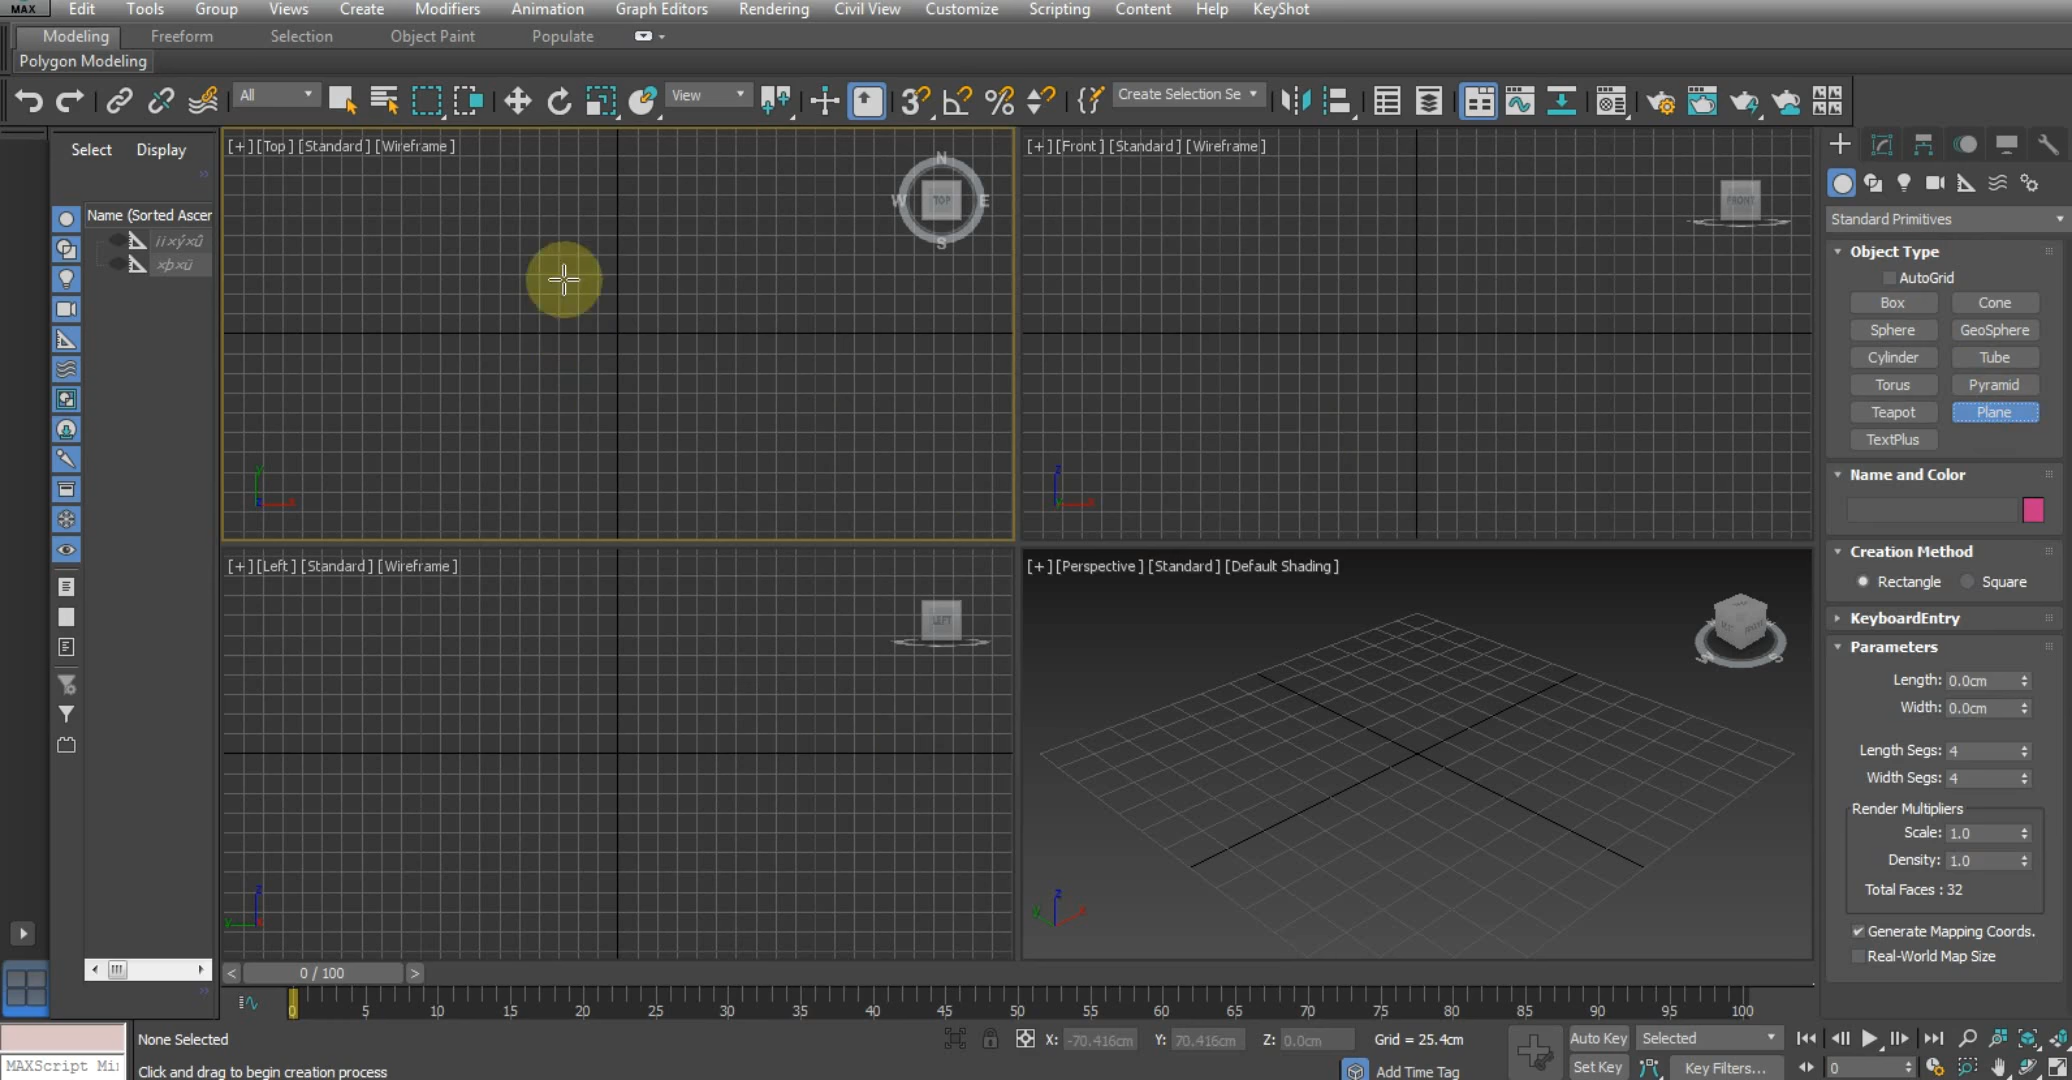 MAX Edit Tools Group Views Create Modifiers Animation Graph Editors Rendering Civil View Customize Scripting Content Help KeyShot
Modeling Freeform Selection Object Paint Populate
Polygon Modeling
All View Create Selection Se
Select Display
Name (Sorted Ascer
[+] [Top ] [Standard ] [Wireframe ]
N
W TOP E
S
[+] [Front ] [Standard ] [Wireframe ]
FRONT
[+] [Left ] [Standard ] [Wireframe ]
LEFT
[+] [Perspective ] [Standard ] [Default Shading ]
Standard Primitives
Object Type
AutoGrid
Box Cone
Sphere GeoSphere
Cylinder Tube
Torus Pyramid
Teapot Plane
TextPlus
Name and Color
Creation Method
Rectangle Square
KeyboardEntry
Parameters
Length: 0.0cm
Width: 0.0cm
Length Segs: 4
Width Segs: 4
Render Multipliers
Scale: 1.0
Density: 1.0
Total Faces : 32
Generate Mapping Coords.
Real-World Map Size
< 0 / 100 >
0 5 10 15 20 25 30 35 40 45 50 55 60 65 70 75 80 85 90 95 100
None Selected X: -70.416cm Y: 70.416cm Z: 0.0cm Grid = 25.4cm Auto Key Selected
MAXScript Mi Click and drag to begin creation process Add Time Tag Set Key Key Filters... 0